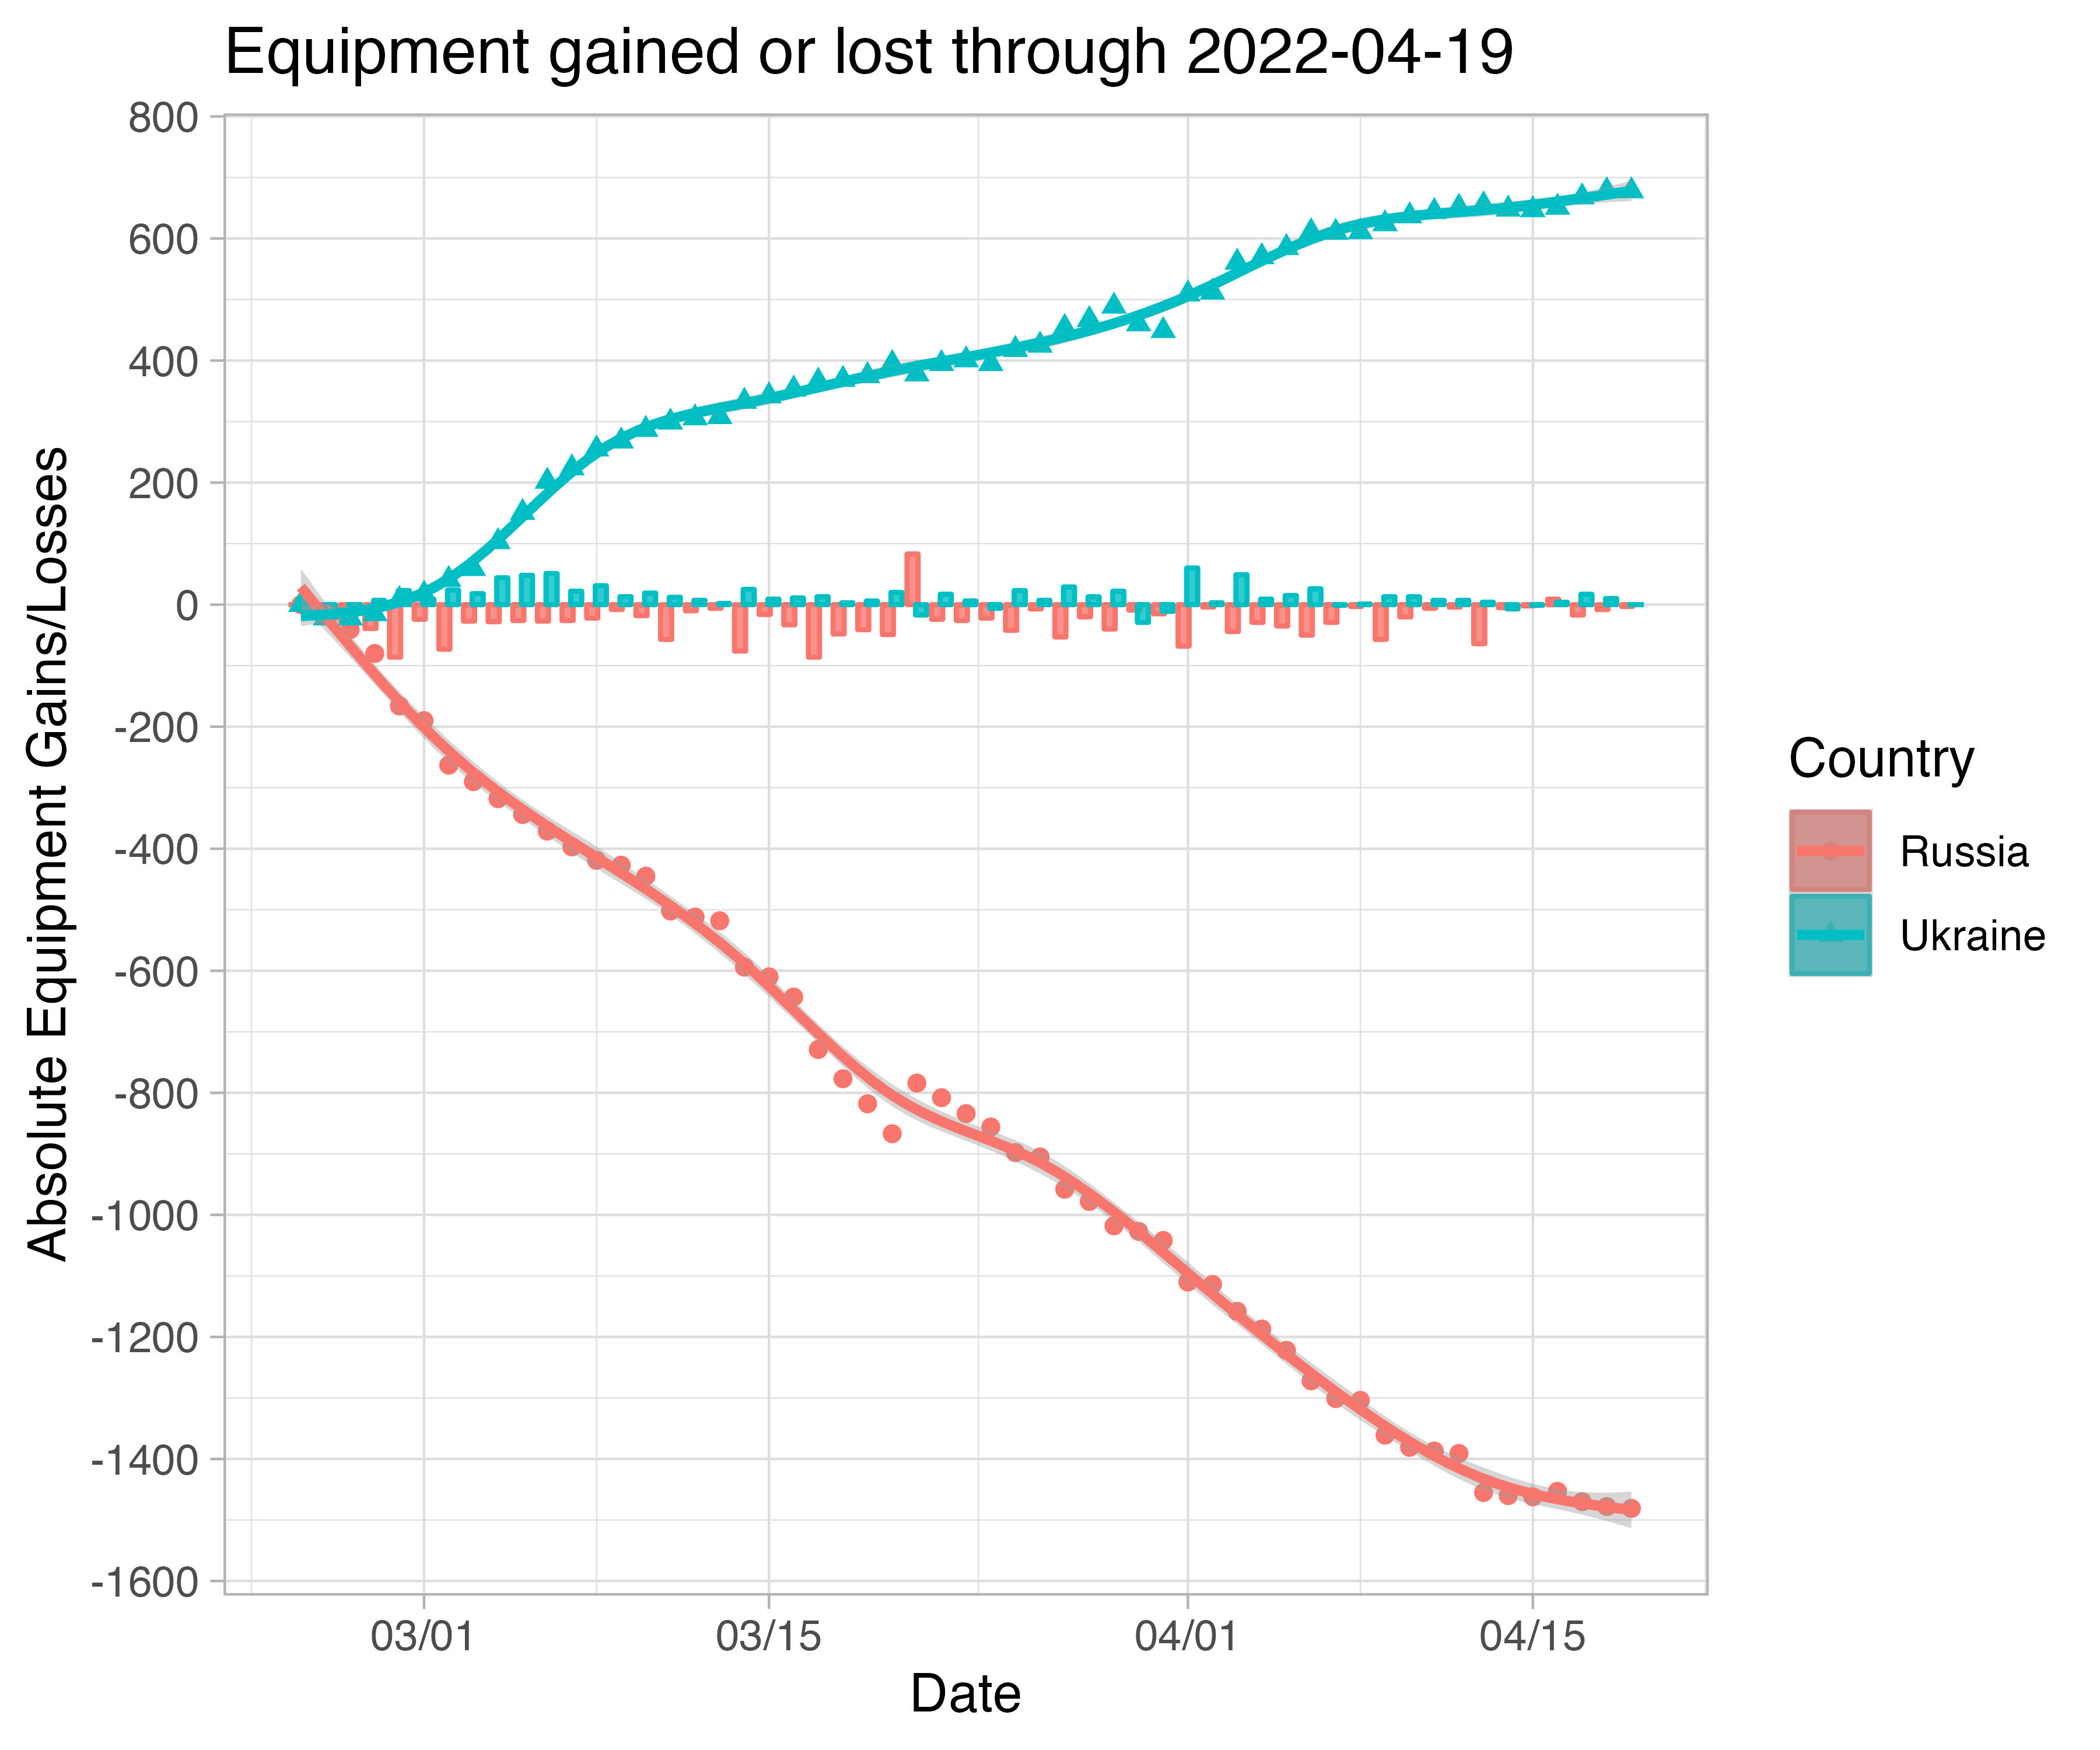 Equipment gained or lost through 2022-04-19
Absolute Equipment Gains/Losses
800
600
400
200
0
-200
-400
-600
-800
-1000
-1200
-1400
-1600
03/01
03/15
04/01
04/15
Date
Country
Russia
Ukraine